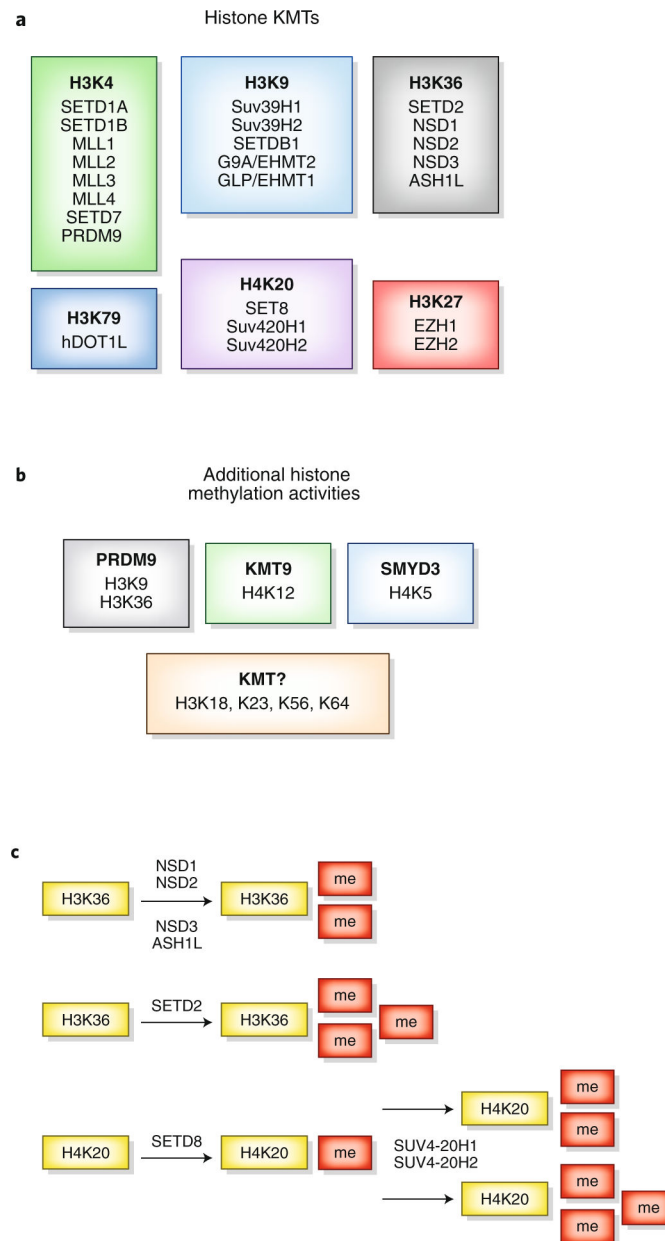 a
Histone KMTs
H3K4
SETD1A
SETD1B
MLL1
MLL2
MLL3
MLL4
SETD7
PRDM9
H3K9
Suv39H1
Suv39H2
SETDB1
G9A/EHMT2
GLP/EHMT1
H3K36
SETD2
NSD1
NSD2
NSD3
ASH1L
H3K79
hDOT1L
H4K20
SET8
Suv420H1
Suv420H2
H3K27
EZH1
EZH2
b
Additional histone
methylation activities
PRDM9
H3K9
H3K36
KMT9
H4K12
SMYD3
H4K5
KMT?
H3K18, K23, K56, K64
c
H3K36
NSD1
NSD2
NSD3
ASH1L
H3K36
me
me
H3K36
SETD2
H3K36
me
me
me
H4K20
SETD8
H4K20
me
SUV4-20H1
SUV4-20H2
H4K20
me
me
H4K20
me
me
me